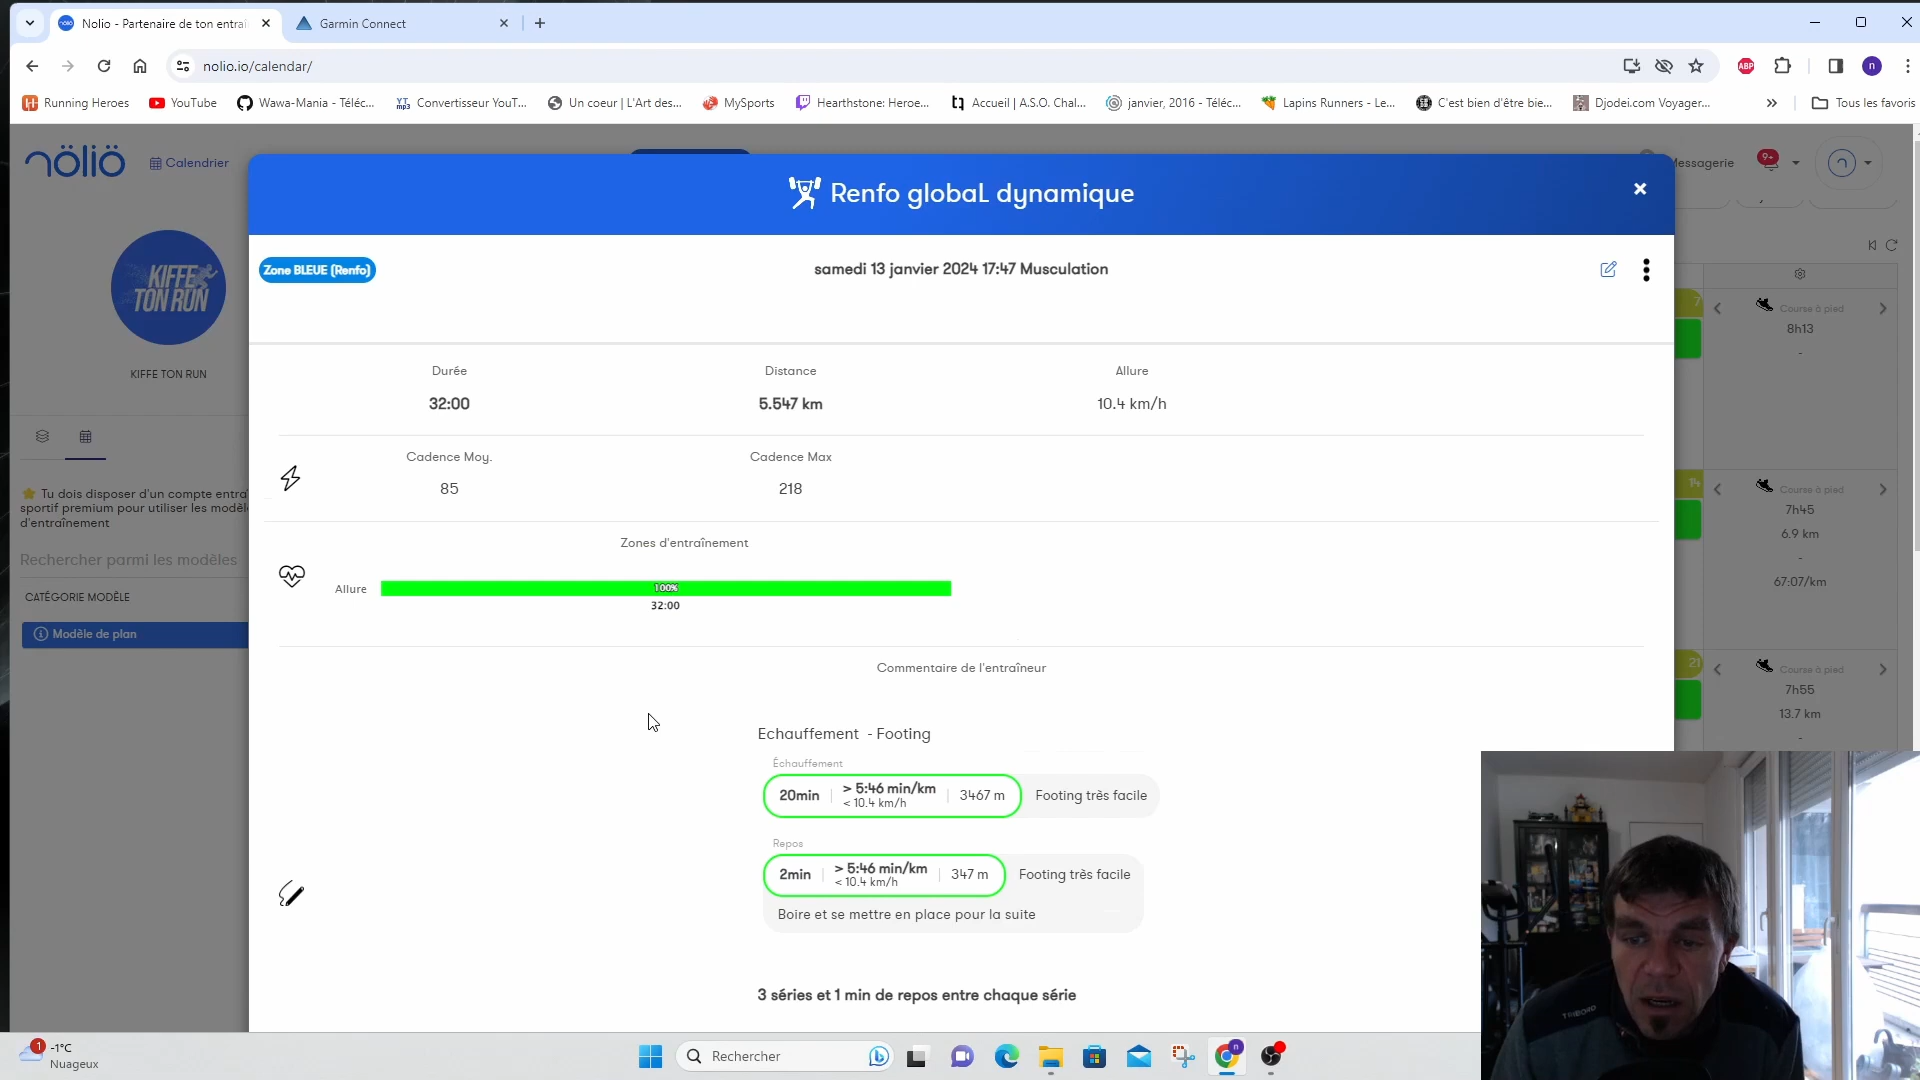 Nolio - Partenaire de ton entraî
Garmin Connect
nolio.io/calendar/
ABP
n
Running Heroes
YouTube
Wawa-Mania - Téléc...
Convertisseur YouT...
Un coeur | L'Art des...
MySports
Hearthstone: Heroe...
Accueil | A.S.O. Chal...
janvier, 2016 - Téléc...
Lapins Runners - Le...
C'est bien d'être bie...
Djodei.com Voyager...
»
Tous les favoris
nöliö
Calendrier
Messagerie
9+
Renfo globaL dynamique
KIFFE
TON RUN
KIFFE TON RUN
Zone BLEUE (Renfo)
samedi 13 janvier 2024 17:47 Musculation
Durée
Distance
Allure
32:00
5.547 km
10.4 km/h
Cadence Moy.
Cadence Max
85
218
Zones d'entraînement
Allure
100%
32:00
Tu dois disposer d'un compte entra
sportif premium pour utiliser les modèl
d'entraînement
Rechercher parmi les modèles
CATÉGORIE MODÈLE
Modèle de plan
7
Course à pied
8h13
-
14
Course à pied
7h45
6.9 km
-
67:07/km
21
Course à pied
7h55
13.7 km
-
Commentaire de l'entraîneur
Echauffement - Footing
Échauffement
20min
> 5:46 min/km
< 10.4 km/h
3467 m
Footing très facile
Repos
2min
> 5:46 min/km
< 10.4 km/h
347 m
Footing très facile
Boire et se mettre en place pour la suite
3 séries et 1 min de repos entre chaque série
TRIBORD
1
-1°C
Nuageux
Rechercher
n